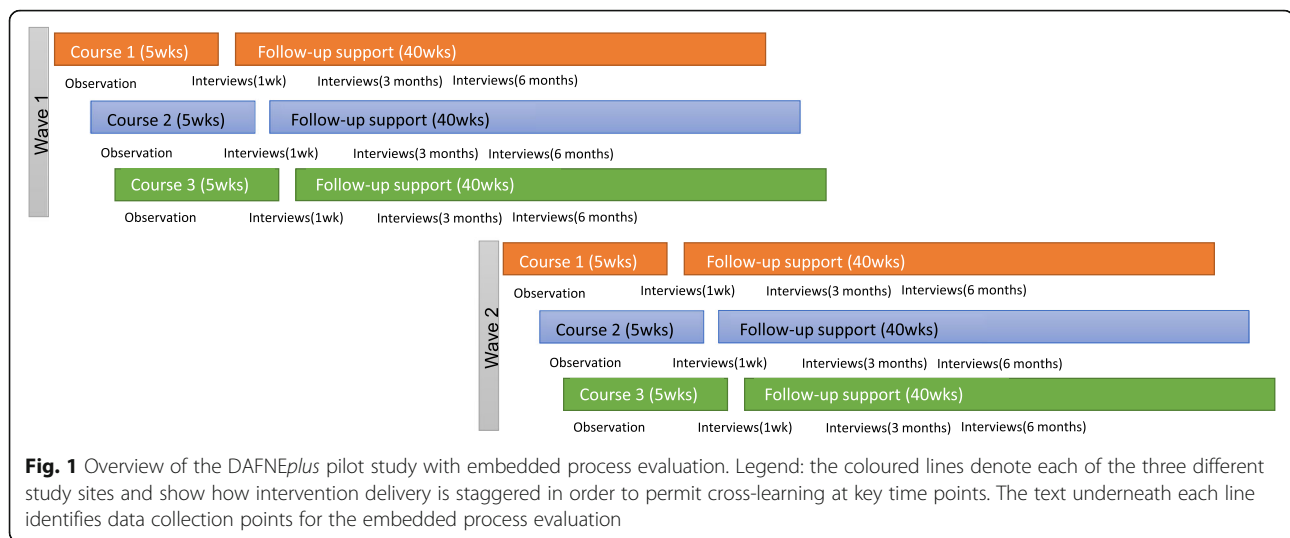 Wave 1
Course 1 (5wks) Follow-up support (40wks)
Observation Interviews(1wk) Interviews(3 months) Interviews(6 months)
Course 2 (5wks) Follow-up support (40wks)
Observation Interviews(1wk) Interviews(3 months) Interviews(6 months)
Course 3 (5wks) Follow-up support (40wks)
Observation Interviews(1wk) Interviews(3 months) Interviews(6 months)
Wave 2
Course 1 (5wks) Follow-up support (40wks)
Observation Interviews(1wk) Interviews(3 months) Interviews(6 months)
Course 2 (5wks) Follow-up support (40wks)
Observation Interviews(1wk) Interviews(3 months) Interviews(6 months)
Course 3 (5wks) Follow-up support (40wks)
Observation Interviews(1wk) Interviews(3 months) Interviews(6 months)
Fig. 1 Overview of the DAFNEplus pilot study with embedded process evaluation. Legend: the coloured lines denote each of the three different
study sites and show how intervention delivery is staggered in order to permit cross-learning at key time points. The text underneath each line
identifies data collection points for the embedded process evaluation